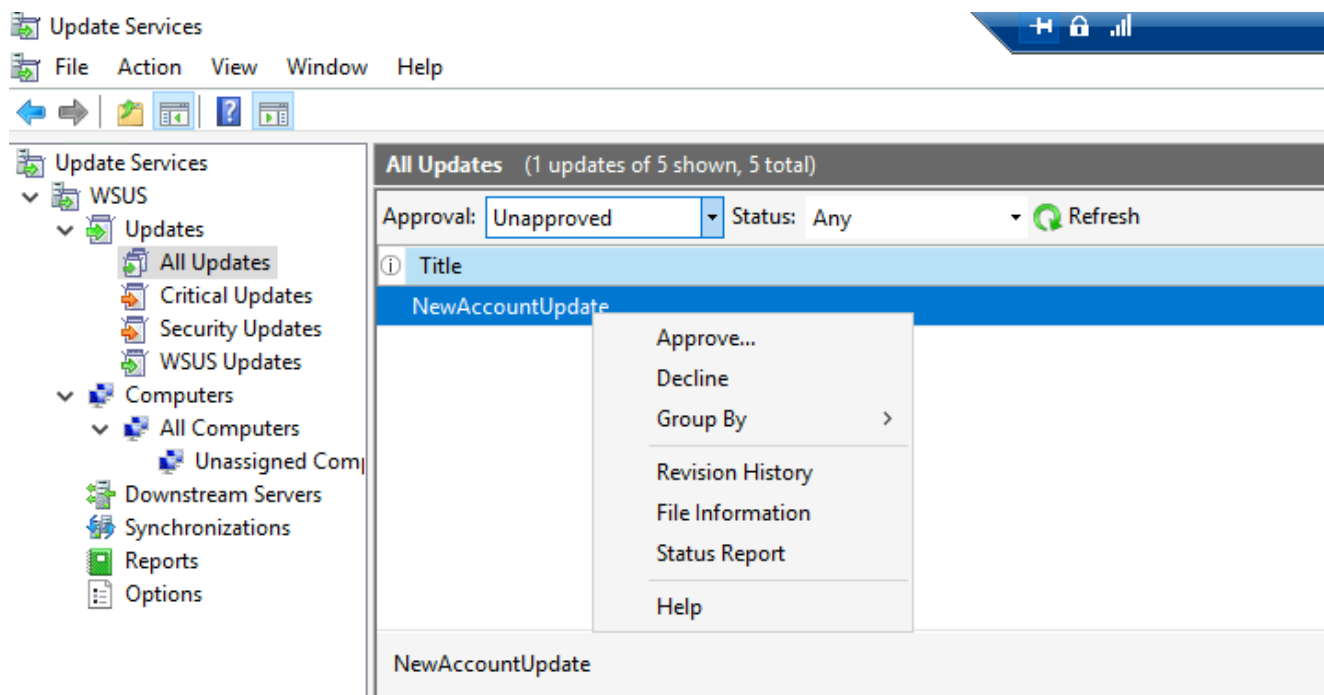 Update Services
File Action View Window Help
Update Services
WSUS
Updates
All Updates
Critical Updates
Security Updates
WSUS Updates
Computers
All Computers
Unassigned
Downstream Servers
Synchronizations
Reports
Options
All Updates (1 updates of 5 shown, 5 total)
Approval: Unapproved Status: Any Refresh
Title
NewAccountUpdate
Approve...
Decline
Group By
Revision History
File Information
Status Report
Help
NewAccountUpdate